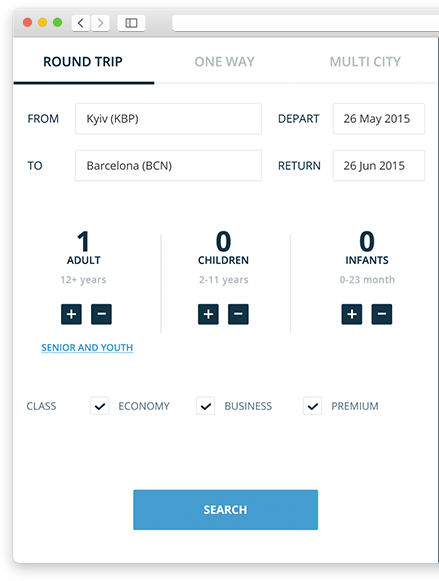 ROUND TRIP ONE WAY MULTI CITY
FROM Kyiv (KBP) DEPART 26 May 2015
TO Barcelona (BCN) RETURN 26 Jun 2015
1 0 0
ADULT CHILDREN INFANTS
12+ years 2-11 years 0-23 month
+ − + − + −
SENIOR AND YOUTH
CLASS ECONOMY BUSINESS PREMIUM
SEARCH